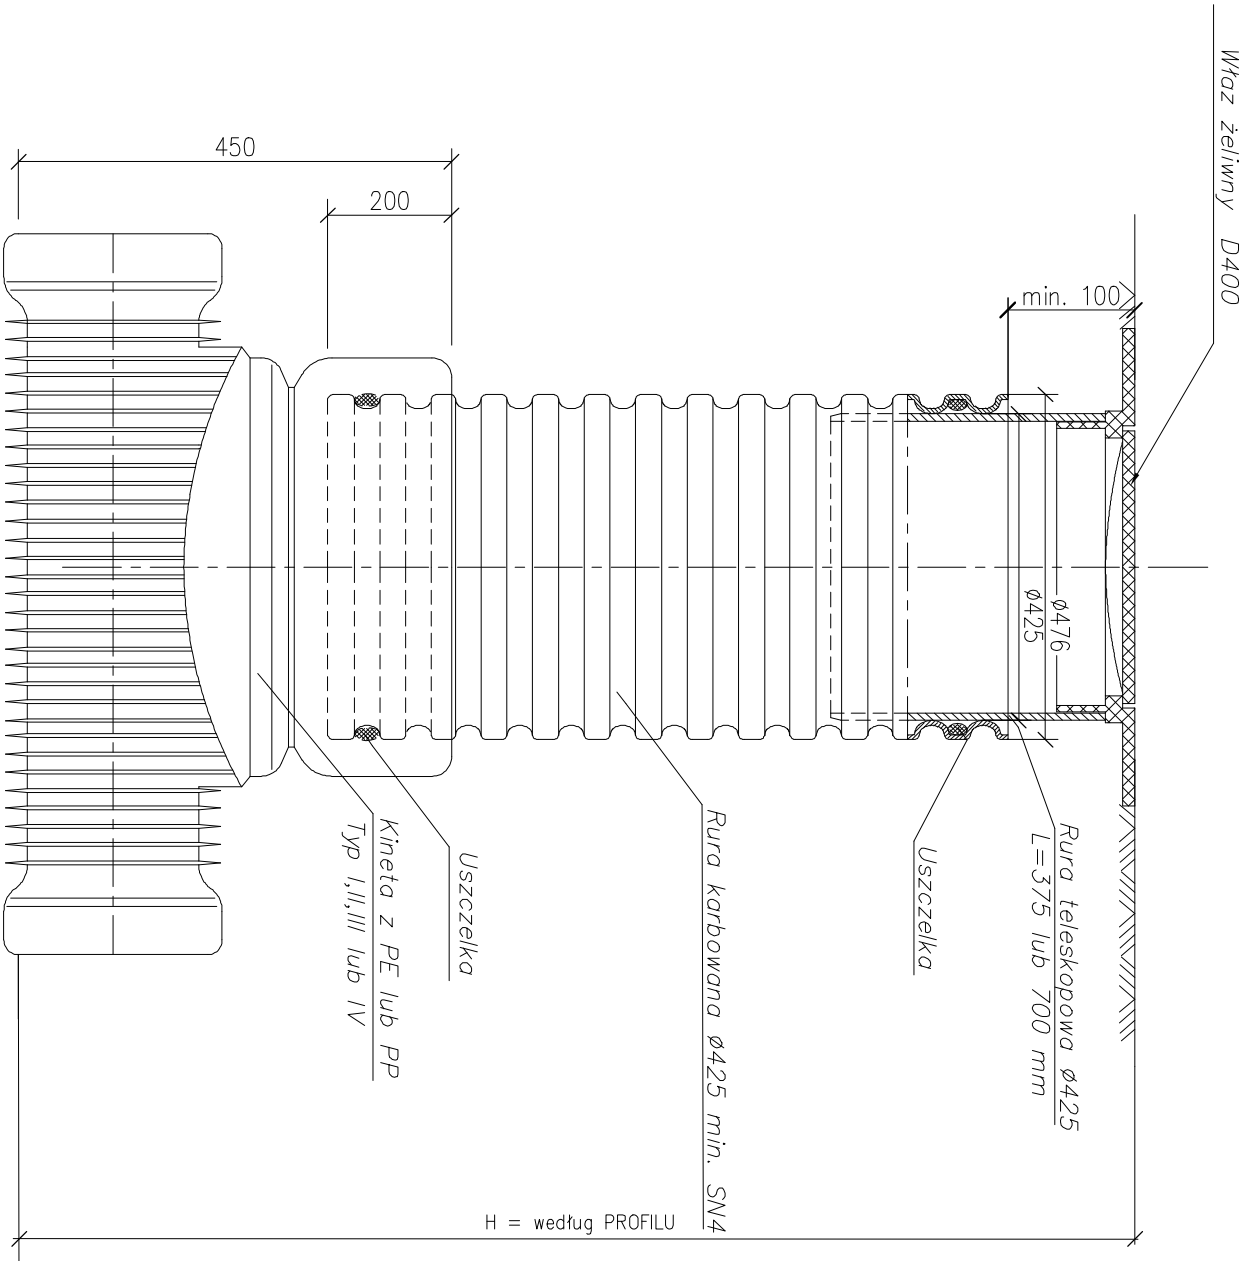 Właz żeliwny D400
450
200
min. 100
ø476
ø425
Rura teleskopowa ø425
L=375 lub 700 mm
Uszczelka
Rura karbowana ø425 min. SN4
Uszczelka
Kineta z PE lub PP
Typ I,II,III lub IV
H = według PROFILU